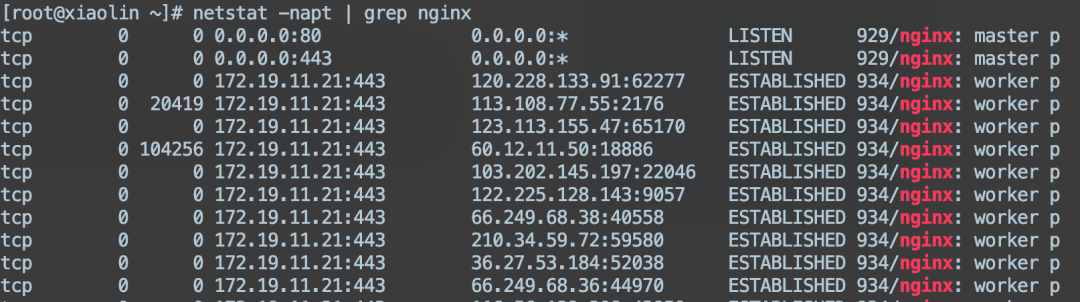 [root@xiaolin ~]# netstat -napt | grep nginx
tcp 0 0 0.0.0.0:80 0.0.0.0:* LISTEN 929/nginx: master p
tcp 0 0 0.0.0.0:443 0.0.0.0:* LISTEN 929/nginx: master p
tcp 0 0 172.19.11.21:443 120.228.133.91:62277 ESTABLISHED 934/nginx: worker p
tcp 0 20419 172.19.11.21:443 113.108.77.55:2176 ESTABLISHED 934/nginx: worker p
tcp 0 0 172.19.11.21:443 123.113.155.47:65170 ESTABLISHED 934/nginx: worker p
tcp 0 104256 172.19.11.21:443 60.12.11.50:18886 ESTABLISHED 934/nginx: worker p
tcp 0 0 172.19.11.21:443 103.202.145.197:22046 ESTABLISHED 934/nginx: worker p
tcp 0 0 172.19.11.21:443 122.225.128.143:9057 ESTABLISHED 934/nginx: worker p
tcp 0 0 172.19.11.21:443 66.249.68.38:40558 ESTABLISHED 934/nginx: worker p
tcp 0 0 172.19.11.21:443 210.34.59.72:59580 ESTABLISHED 934/nginx: worker p
tcp 0 0 172.19.11.21:443 36.27.53.184:52038 ESTABLISHED 934/nginx: worker p
tcp 0 0 172.19.11.21:443 66.249.68.36:44970 ESTABLISHED 934/nginx: worker p